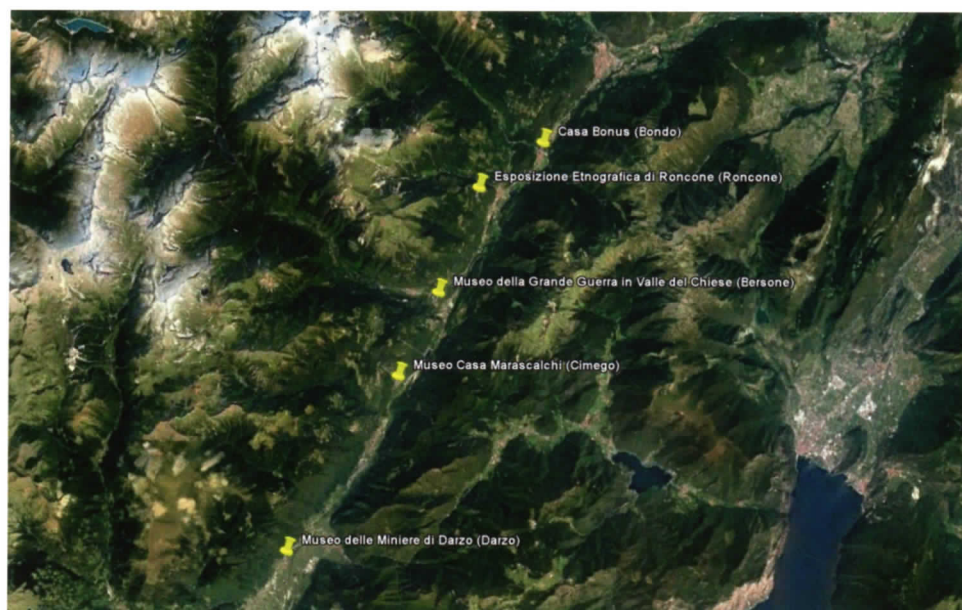 Casa Bonus (Bondo)
Esposizione Etnografica di Roncone (Roncone)
Museo della Grande Guerra in Valle del Chiese (Bersone)
Museo Casa Marascalchi (Cimego)
Museo delle Miniere di Darzo (Darzo)